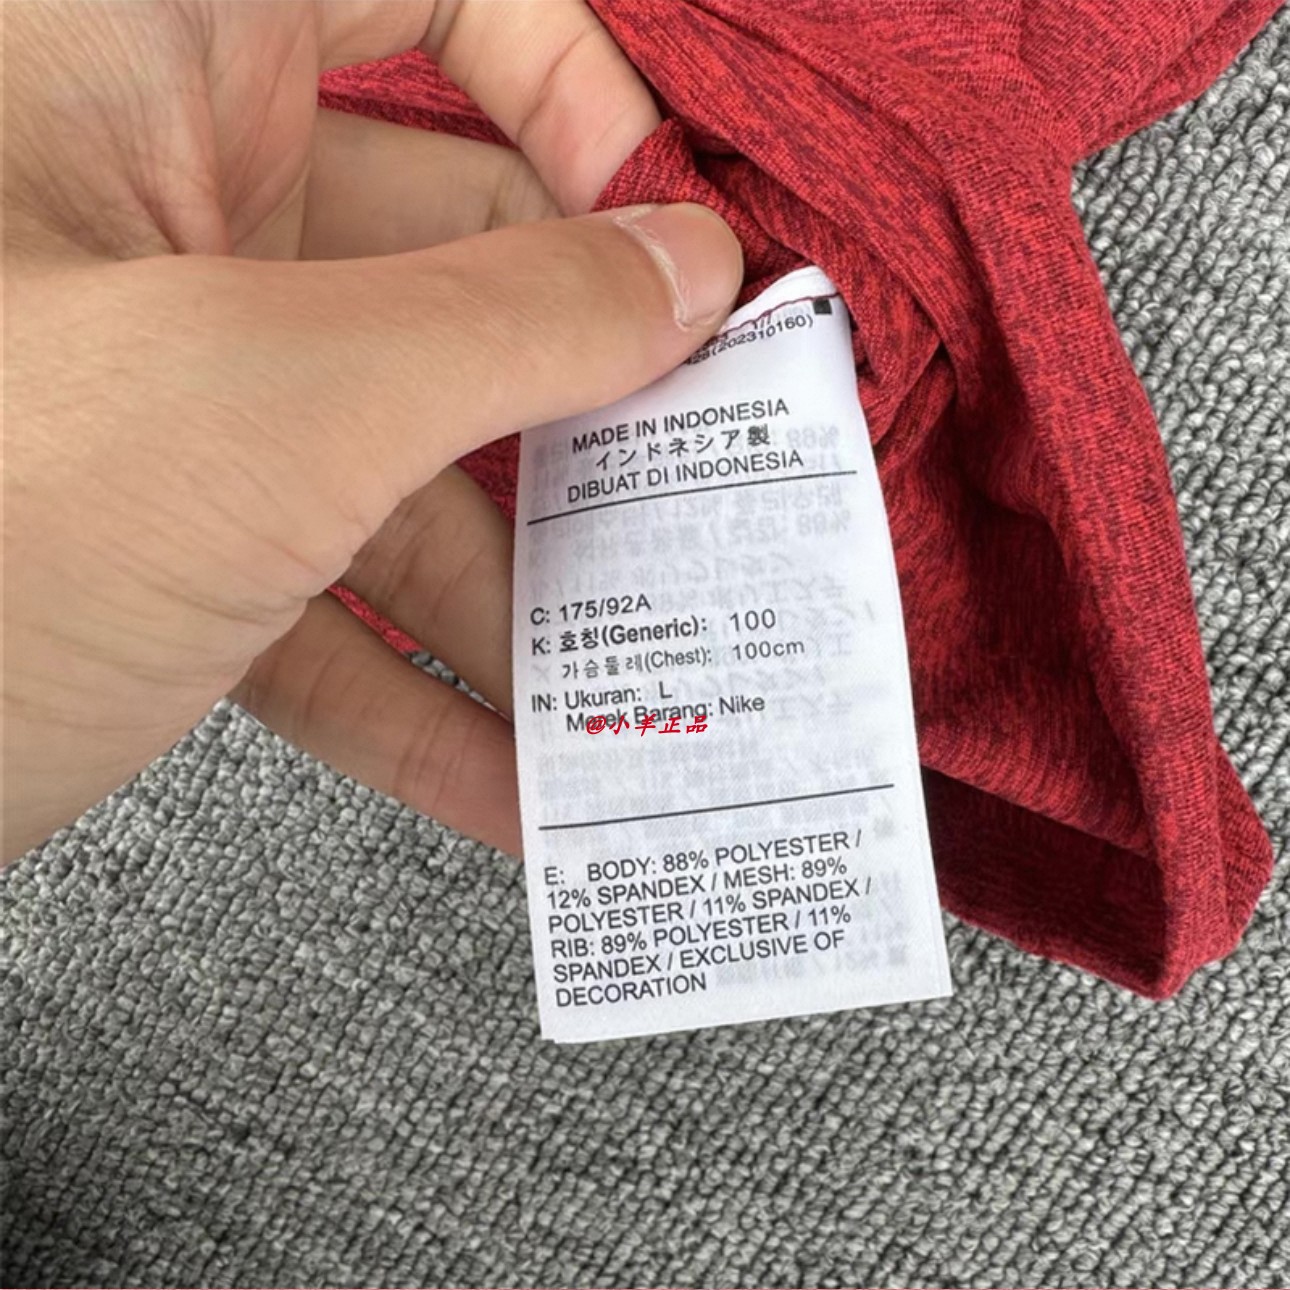 (202310160)
MADE IN INDONESIA
インドネシア製
DIBUAT DI INDONESIA
C: 175/92A
K: 호칭(Generic): 100
가슴둘레(Chest): 100cm
IN: Ukuran: L
Merek Barang: Nike
@小羊正品
E: BODY: 88% POLYESTER /
12% SPANDEX / MESH: 89%
POLYESTER / 11% SPANDEX /
RIB: 89% POLYESTER / 11%
SPANDEX / EXCLUSIVE OF
DECORATION